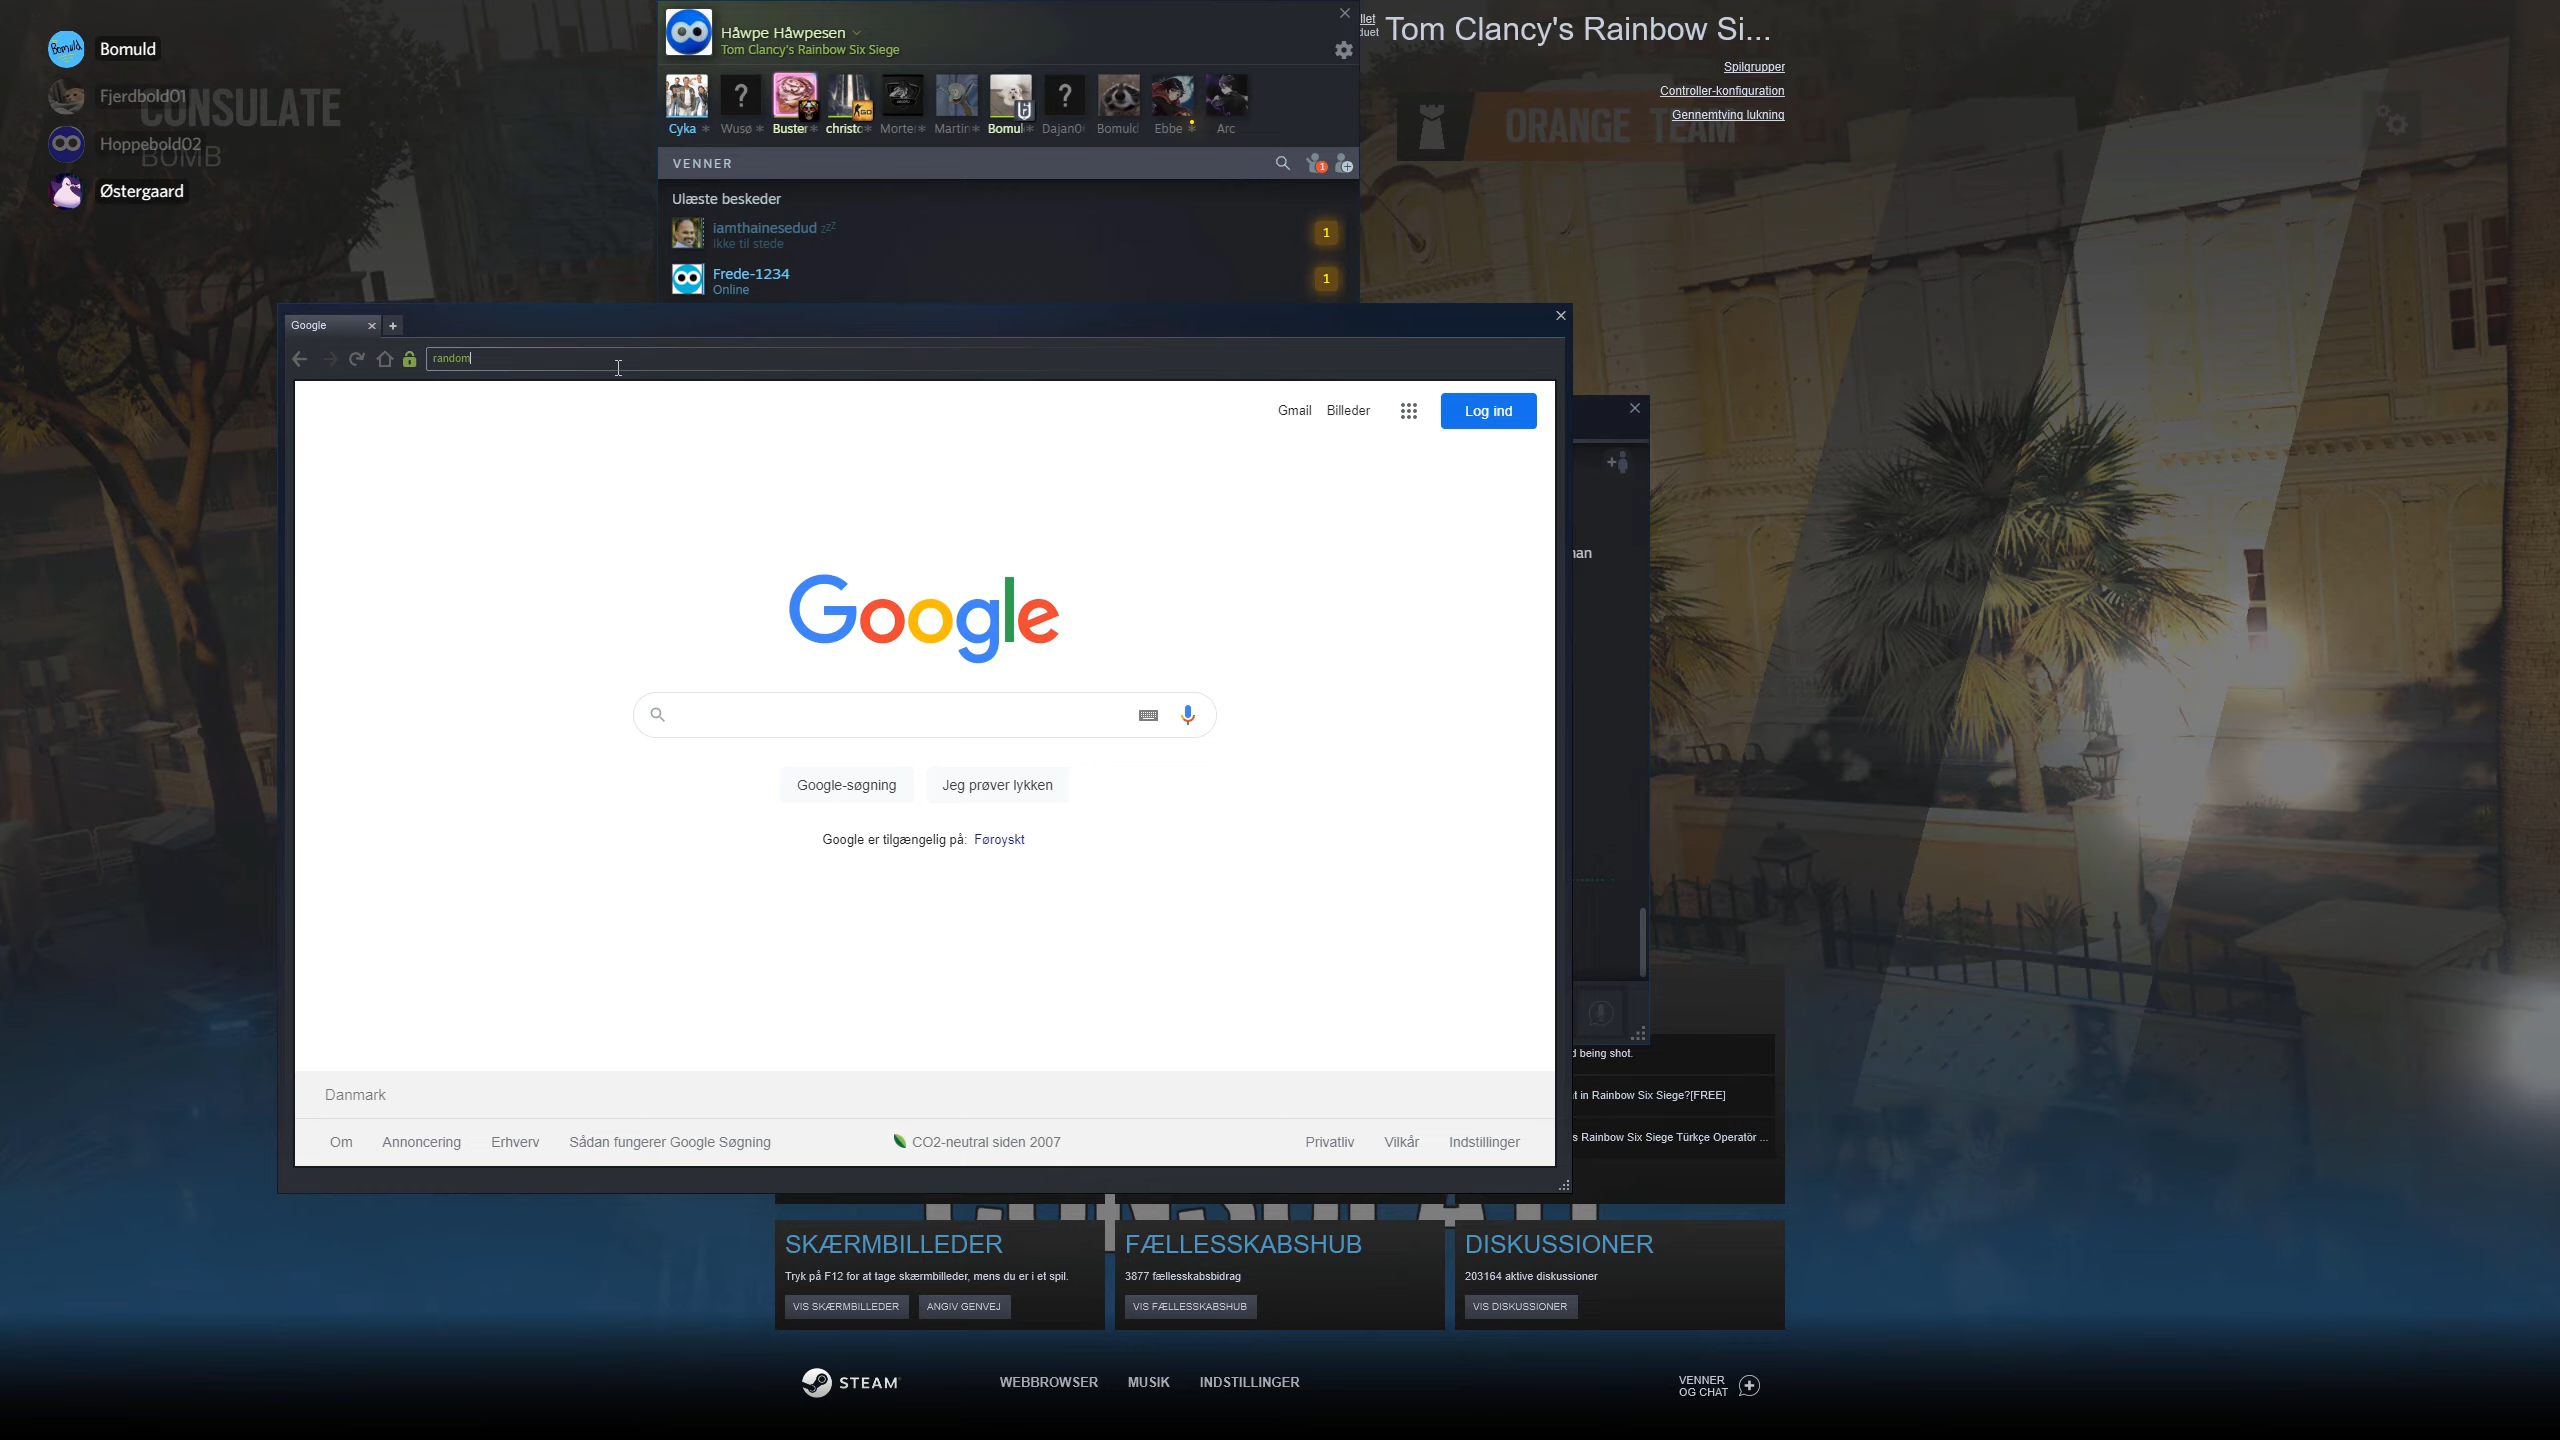 Bomuld
Fjerdbold01
Hoppebold02
Østergaard
CONSULATE
BOMB
Håwpe Håwpesen
Tom Clancy's Rainbow Six Siege
Cyka
Wusø
Buster
christo
Morte
Martin
Bomul
Dajan0
Bomuld
Ebbe
Arc
VENNER
1
Ulæste beskeder
iamthainesedud zzZ
Ikke til stede
1
Frede-1234
Online
1
Tom Clancy's Rainbow Si...
Spilgrupper
Controller-konfiguration
Gennemtving lukning
ORANGE TEAM
Google
random
Gmail Billeder Log ind
Google
Google-søgning Jeg prøver lykken
Google er tilgængelig på: Føroyskt
Danmark
Om Annoncering Erhverv Sådan fungerer Google Søgning CO2-neutral siden 2007 Privatliv Vilkår Indstillinger
being shot.
in Rainbow Six Siege?[FREE]
Rainbow Six Siege Türkçe Operatör ...
SKÆRMBILLEDER
Tryk på F12 for at tage skærmbilleder, mens du er i et spil.
VIS SKÆRMBILLEDER ANGIV GENVEJ
FÆLLESSKABSHUB
3877 fællesskabsbidrag
VIS FÆLLESSKABSHUB
DISKUSSIONER
203164 aktive diskussioner
VIS DISKUSSIONER
STEAM WEBBROWSER MUSIK INDSTILLINGER
VENNER
OG CHAT